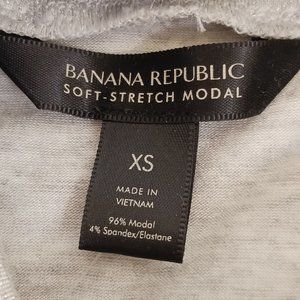 BANANA REPUBLIC
SOFT-STRETCH MODAL
XS
MADE IN
VIETNAM
96% Modal
4% Spandex/Elastane